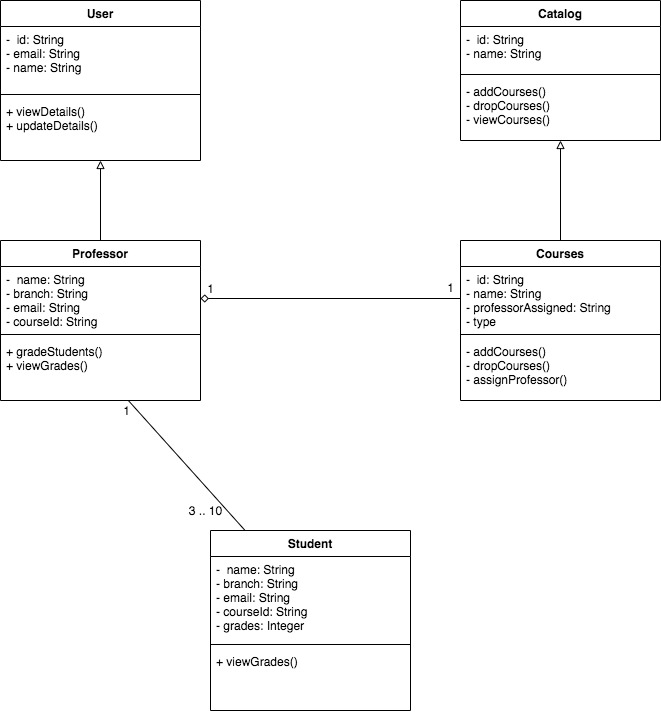 User
- id: String
- email: String
- name: String
+ viewDetails()
+ updateDetails()
Catalog
- id: String
- name: String
- addCourses()
- dropCourses()
- viewCourses()
Professor
- name: String
- branch: String
- email: String
- courseId: String
+ gradeStudents()
+ viewGrades()
1
1
Courses
- id: String
- name: String
- professorAssigned: String
- type
- addCourses()
- dropCourses()
- assignProfessor()
1
3 .. 10
Student
- name: String
- branch: String
- email: String
- courseId: String
- grades: Integer
+ viewGrades()